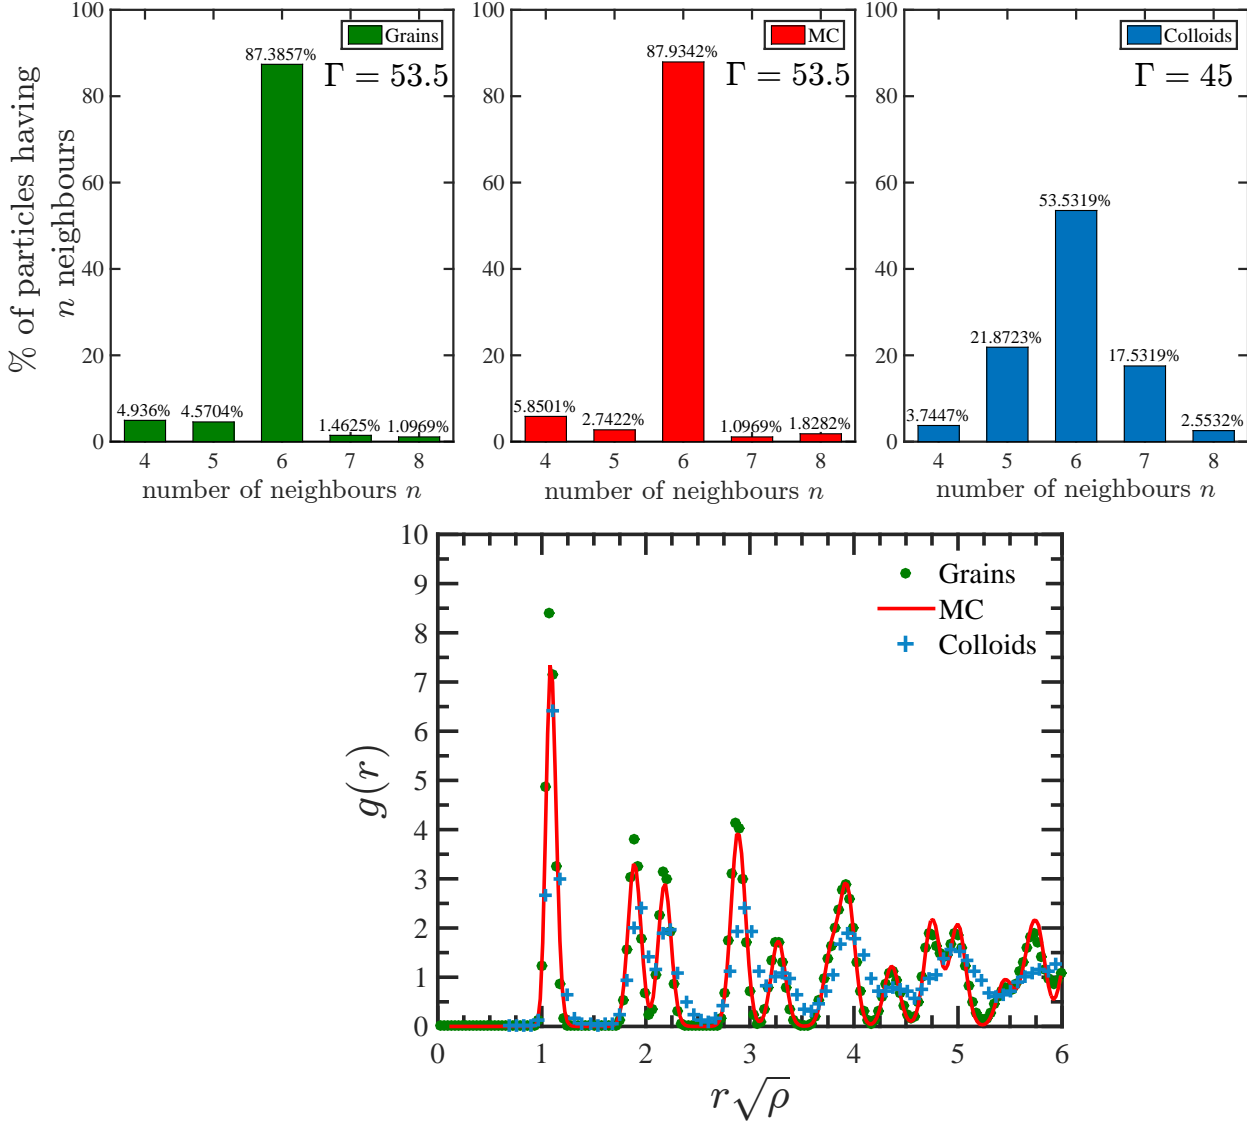 % of particles having
n neighbours
100
80
60
40
20
0
Grains
87.3857%
Γ = 53.5
4.936%
4.5704%
1.4625%
1.0969%
4 5 6 7 8
number of neighbours n
100
80
60
40
20
0
MC
87.9342%
Γ = 53.5
5.8501%
2.7422%
1.0969%
1.8282%
4 5 6 7 8
number of neighbours n
100
80
60
40
20
0
Colloids
Γ = 45
53.5319%
21.8723%
17.5319%
3.7447%
2.5532%
4 5 6 7 8
number of neighbours n
g(r)
10
9
8
7
6
5
4
3
2
1
0
Grains
MC
Colloids
0 1 2 3 4 5 6
r√ρ